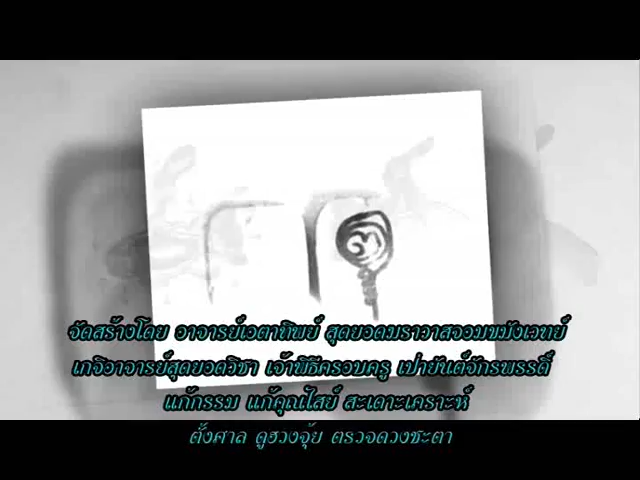 จัดสร้างโดย อาจารย์เวตาทิพย์ สุดยอดฆราวาสจอมขมังเวทย์
เกจิอาจารย์สุดยอดวิชา เจ้าพิธีครอบครู เป่ายันต์จักรพรรดิ์
แก้กรรม แก้คุณไสย์ สะเดาะเคราะห์
ตั้งศาล ดูฮวงจุ้ย ตรวจดวงชะตา